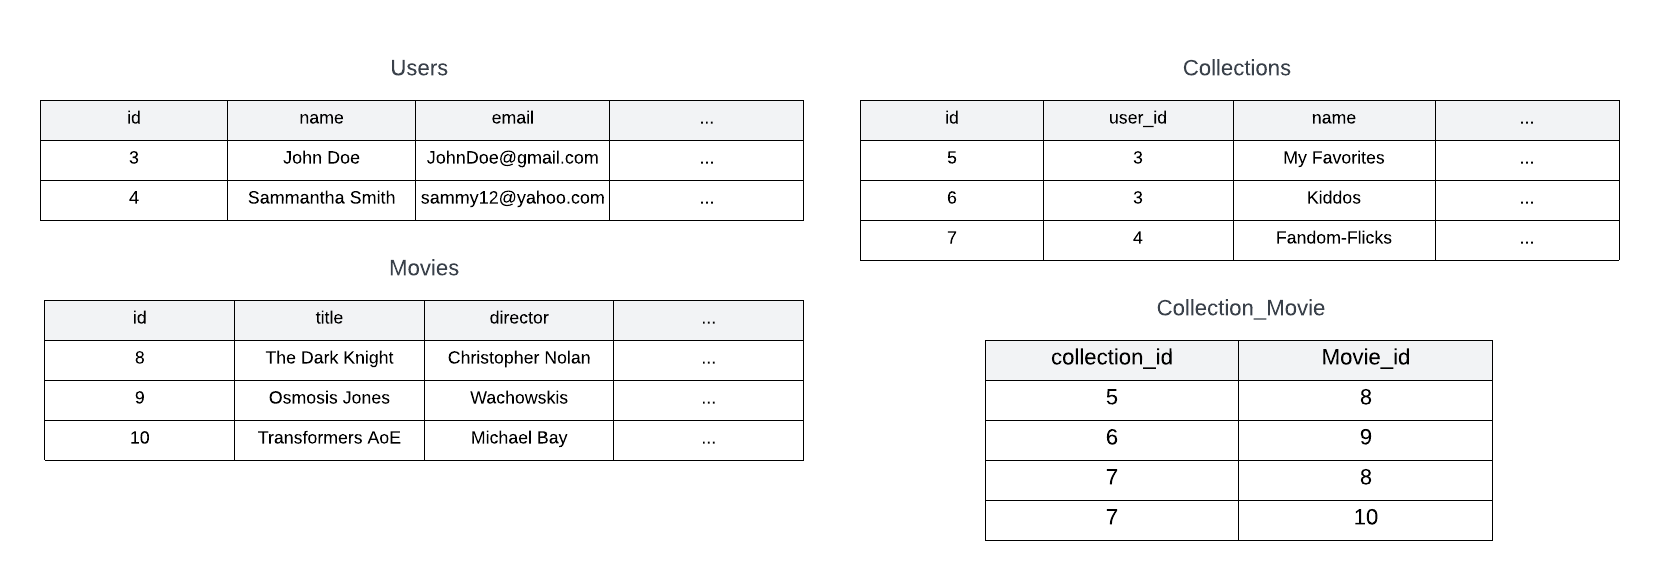 Users
id name email ...
3 John Doe JohnDoe@gmail.com ...
4 Sammantha Smith sammy12@yahoo.com ...
Movies
id title director ...
8 The Dark Knight Christopher Nolan ...
9 Osmosis Jones Wachowskis ...
10 Transformers AoE Michael Bay ...
Collections
id user_id name ...
5 3 My Favorites ...
6 3 Kiddos ...
7 4 Fandom-Flicks ...
Collection_Movie
collection_id Movie_id
5 8
6 9
7 8
7 10